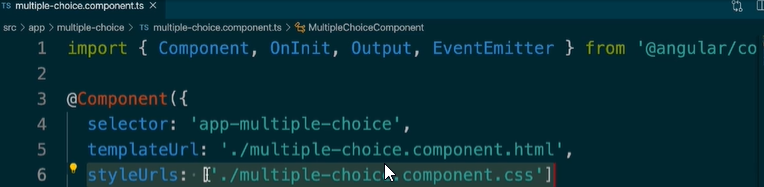 TS multiple-choice.component.ts ×
src > app > multiple-choice > TS multiple-choice.component.ts > MultipleChoiceComponent
1 import { Component, OnInit, Output, EventEmitter } from '@angular/co
2
3 @Component({
4 selector: 'app-multiple-choice',
5 templateUrl: './multiple-choice.component.html',
6 styleUrls: ['./multiple-choice.component.css']